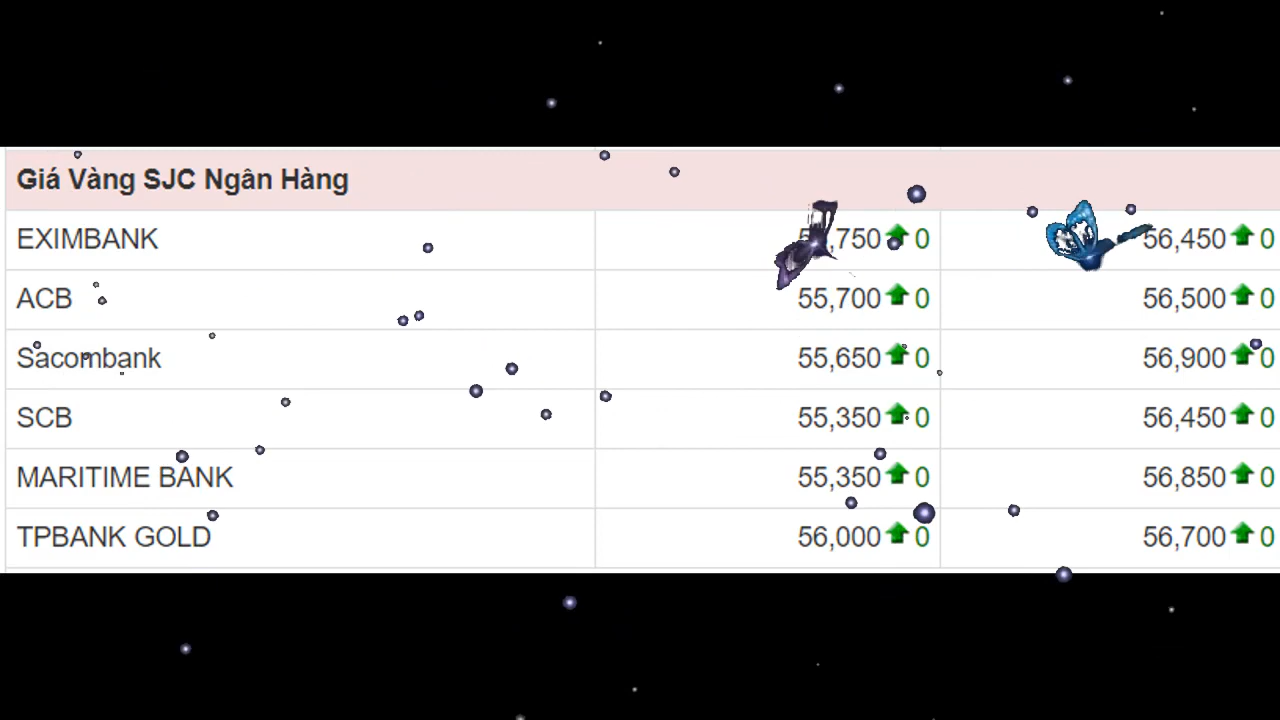 Giá Vàng SJC Ngân Hàng
EXIMBANK 0 56,450 0
ACB 55,700 0 56,500 0
Sacombank 55,650 0 56,900 0
SCB 55,350 0 56,450 0
MARITIME BANK 55,350 0 56,850 0
TPBANK GOLD 56,000 0 56,700 0